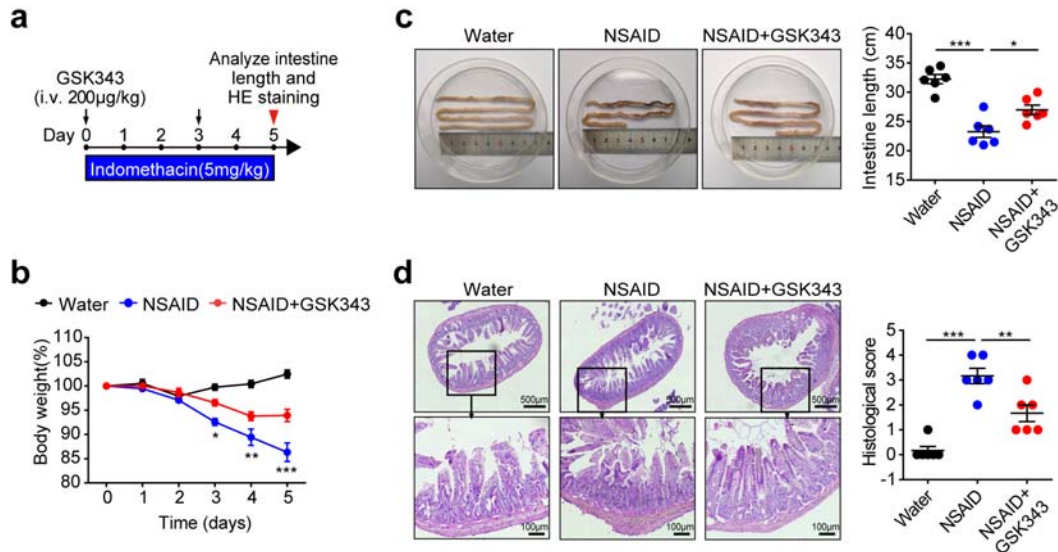 a
GSK343
(i.v. 200μg/kg)
Analyze intestine
length and
HE staining
Day 0 1 2 3 4 5
Indomethacin(5mg/kg)
b
Water NSAID NSAID+GSK343
Body weight(%)
110
105
100
95
90
85
80
* ** ***
0 1 2 3 4 5
Time (days)
c
Water NSAID NSAID+GSK343
Intestine length (cm)
40
35
30
25
20
15
*** *
Water
NSAID
NSAID+
GSK343
d
Water NSAID NSAID+GSK343
500μm 500μm 500μm
100μm 100μm 100μm
Histological score
5
4
3
2
1
0
-1
*** **
Water
NSAID
NSAID+
GSK343